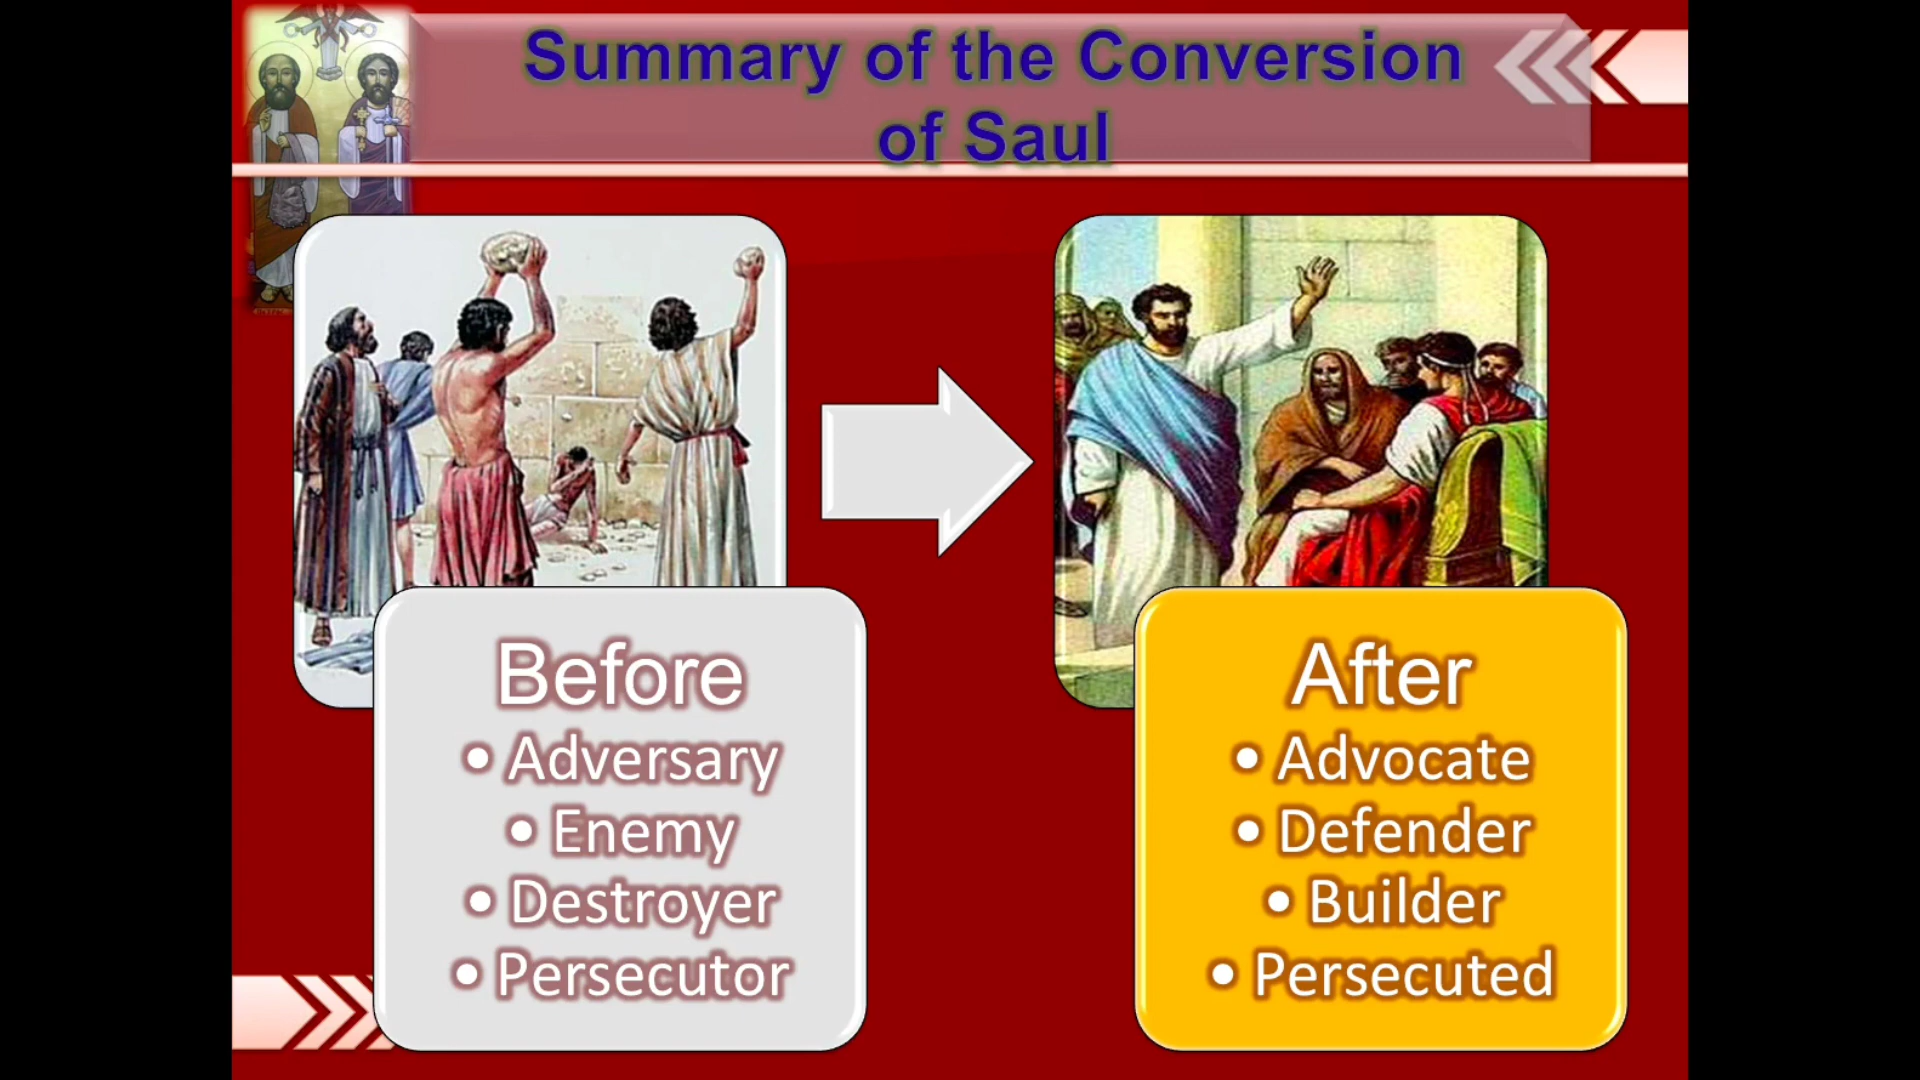 Summary of the Conversion
of Saul
Before
• Adversary
• Enemy
• Destroyer
• Persecutor
After
• Advocate
• Defender
• Builder
• Persecuted